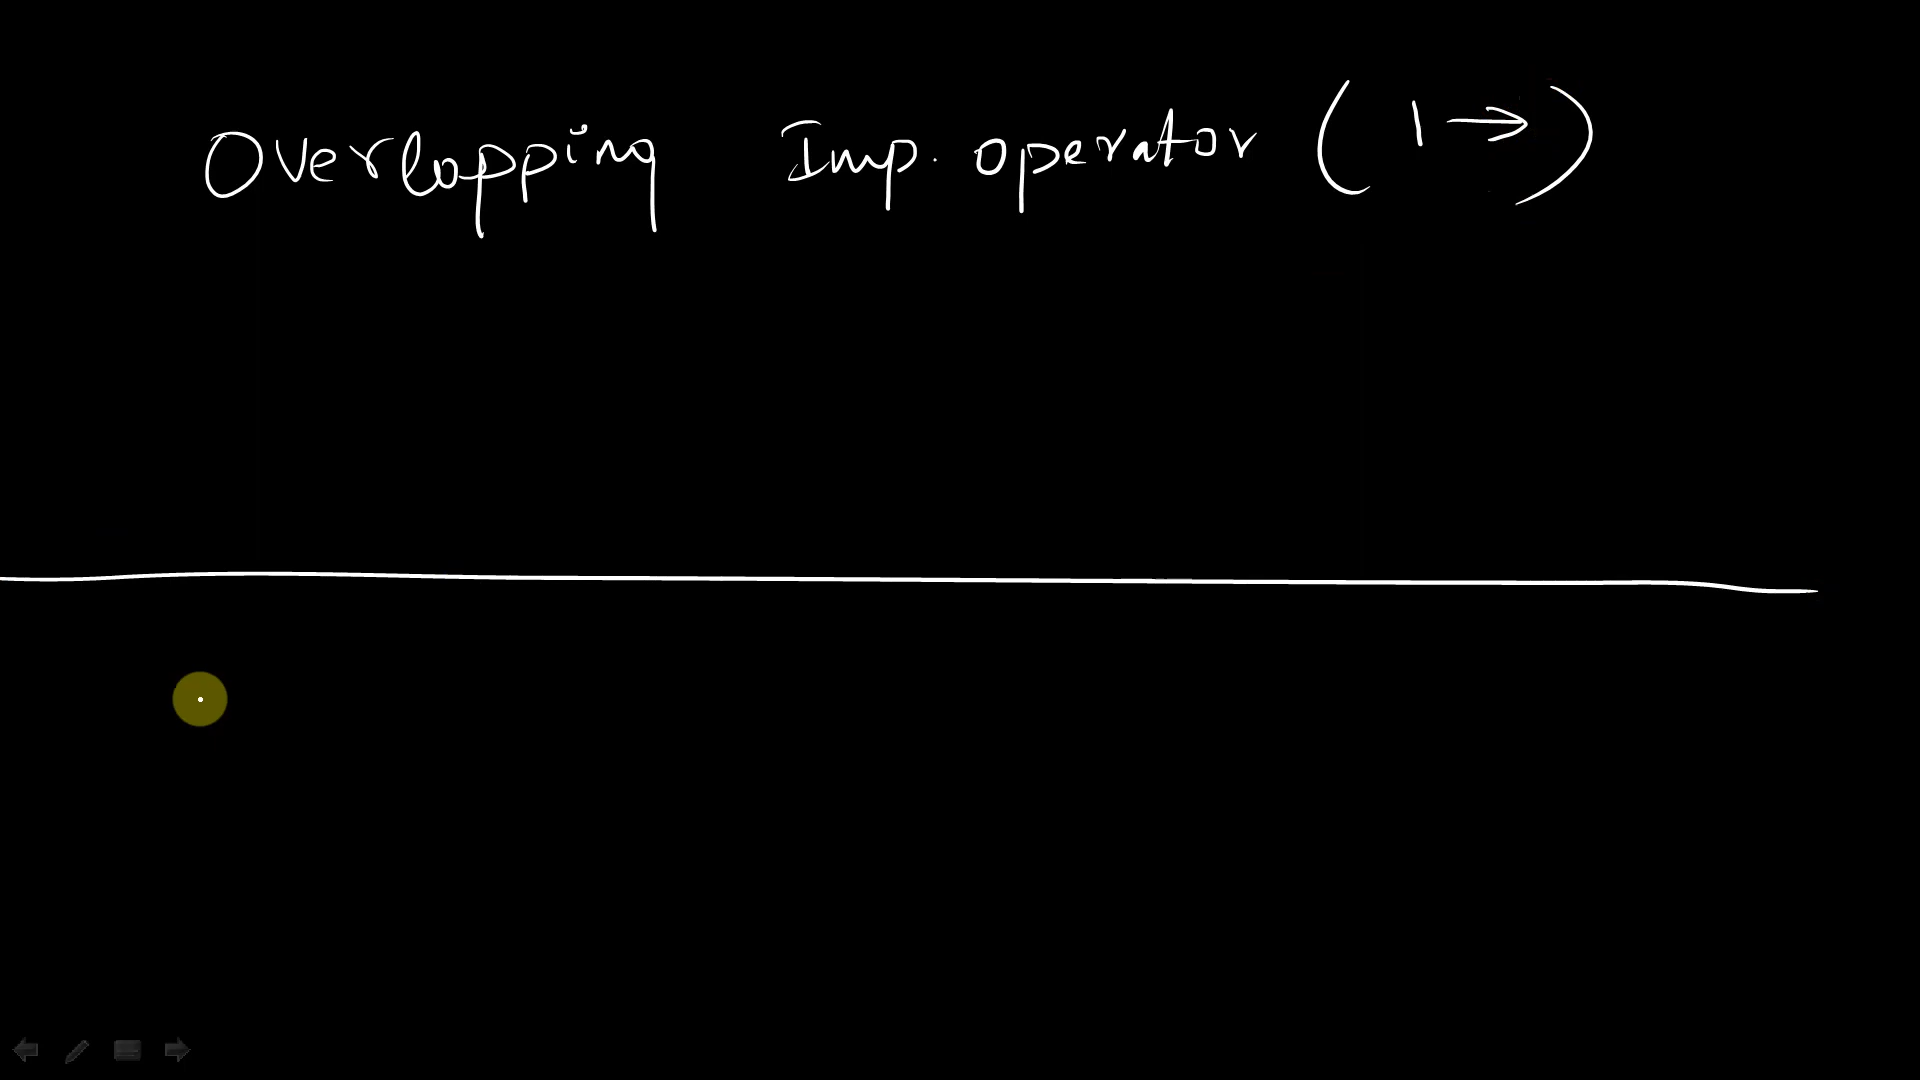 Overlapping Imp. operator ( |→ )